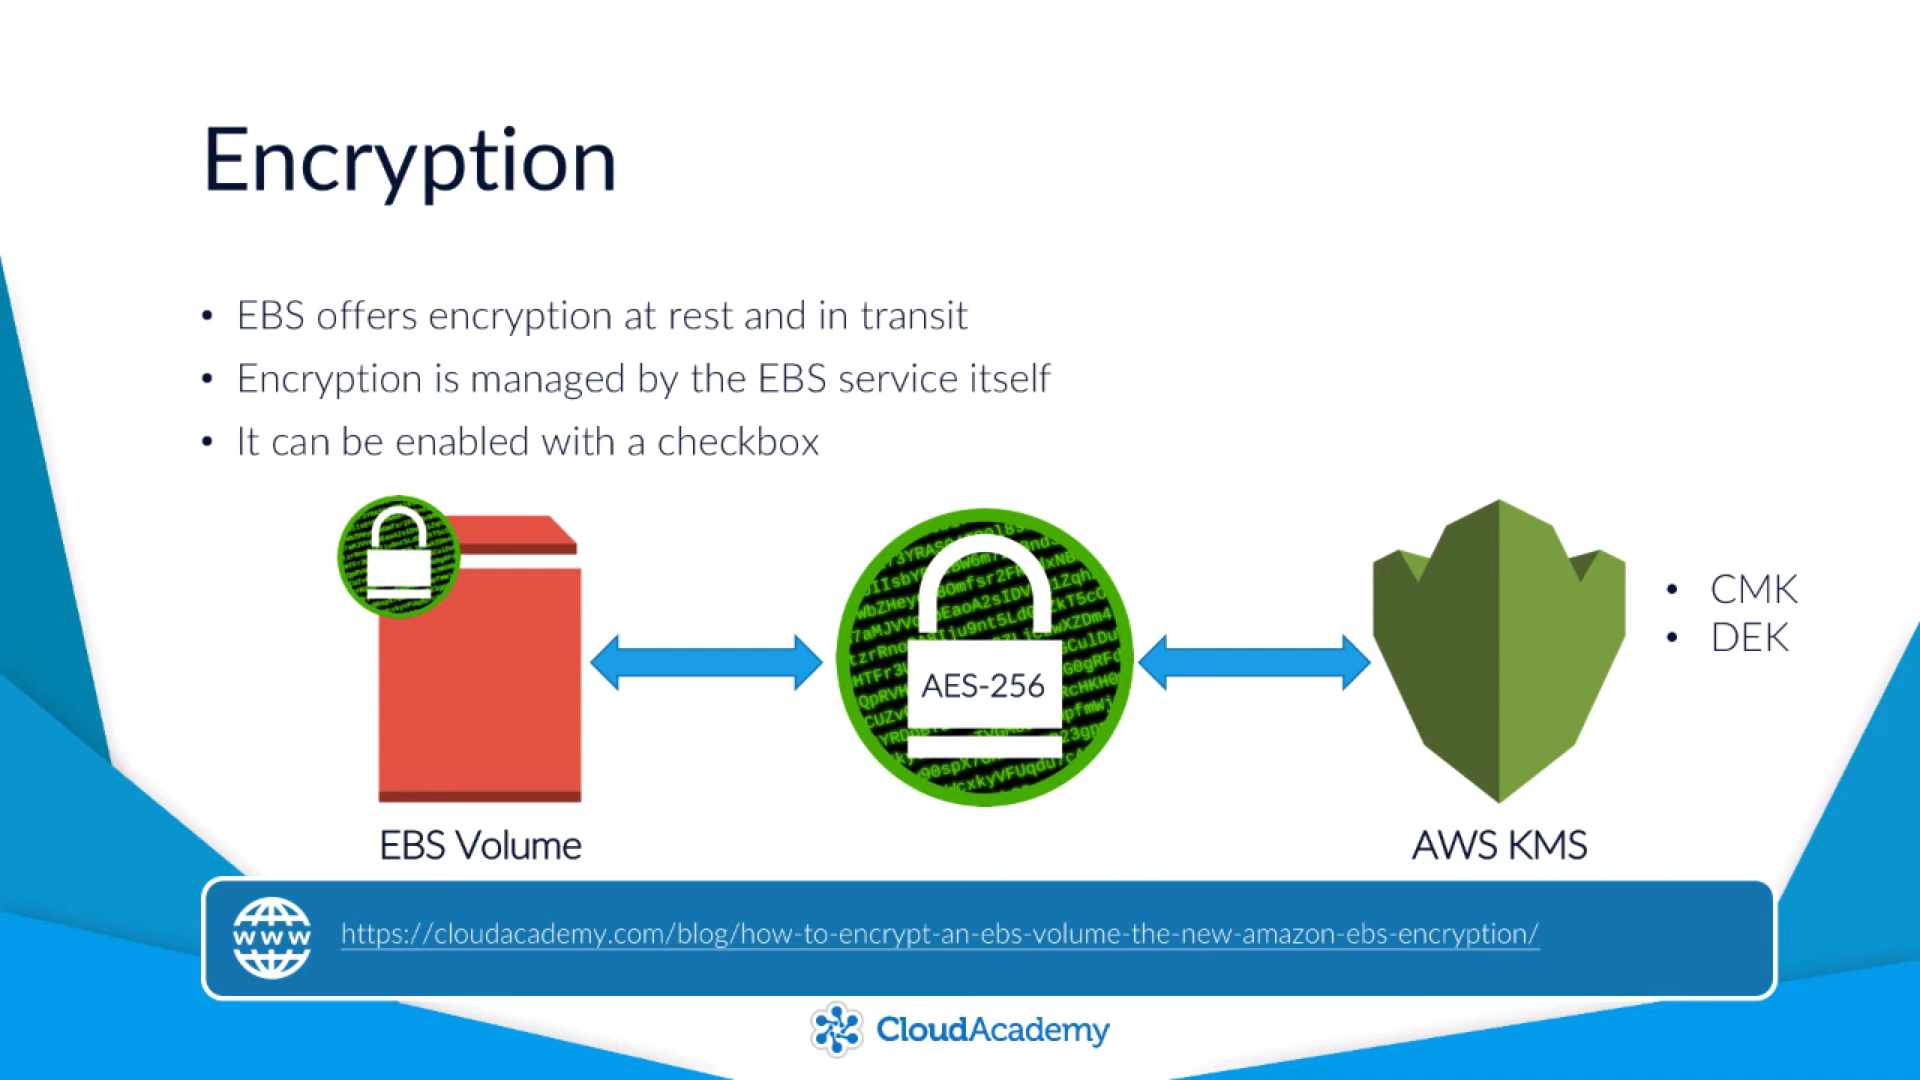 Encryption
• EBS offers encryption at rest and in transit
• Encryption is managed by the EBS service itself
• It can be enabled with a checkbox
AES-256
• CMK
• DEK
EBS Volume
AWS KMS
www
https://cloudacademy.com/blog/how-to-encrypt-an-ebs-volume-the-new-amazon-ebs-encryption/
CloudAcademy